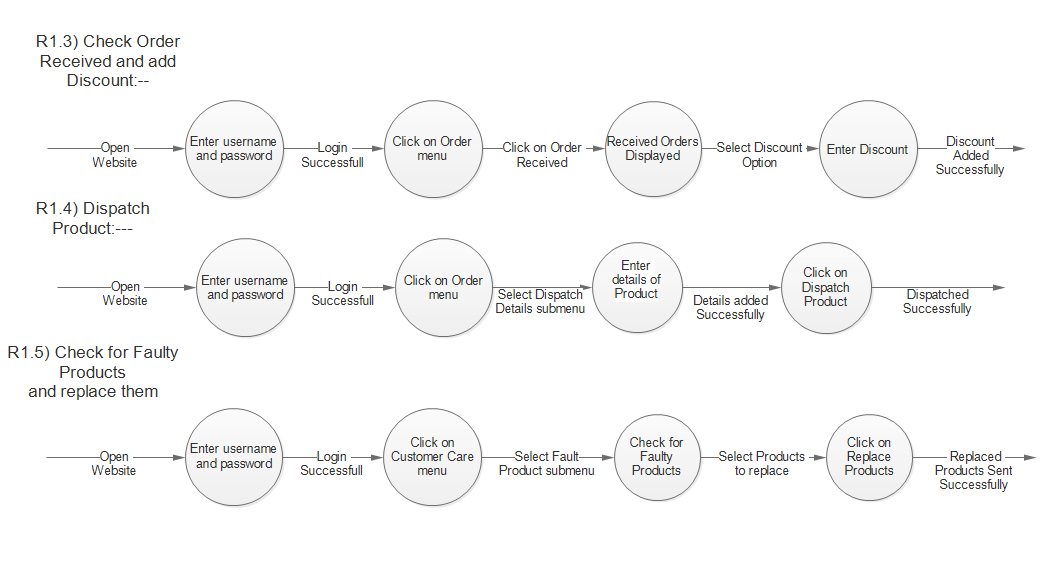 R1.3) Check Order
Received and add
Discount:--
Open
Website
Enter username
and password
Login
Successfull
Click on Order
menu
Click on Order
Received
Received Orders
Displayed
Select Discount
Option
Enter Discount
Discount
Added
Successfully
R1.4) Dispatch
Product:---
Open
Website
Enter username
and password
Login
Successfull
Click on Order
menu
Select Dispatch
Details submenu
Enter
details of
Product
Details added
Successfully
Click on
Dispatch
Product
Dispatched
Successfully
R1.5) Check for Faulty
Products
and replace them
Open
Website
Enter username
and password
Login
Successfull
Click on
Customer Care
menu
Select Fault
Product submenu
Check for
Faulty
Products
Select Products
to replace
Click on
Replace
Products
Replaced
Products Sent
Successfully